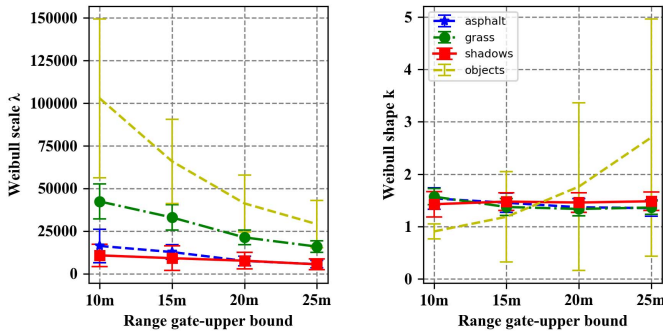 150000
125000
100000
75000
50000
25000
0
Weibull scale λ
10m 15m 20m 25m
Range gate-upper bound
5
4
3
2
1
0
Weibull shape k
asphalt
grass
shadows
objects
10m 15m 20m 25m
Range gate-upper bound